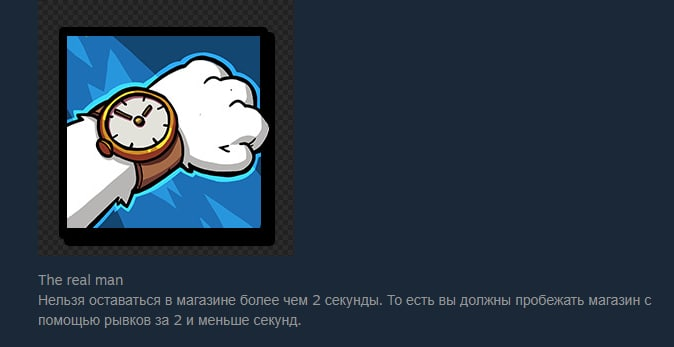 The real man
Нельзя оставаться в магазине более чем 2 секунды. То есть вы должны пробежать магазин с
помощью рывков за 2 и меньше секунд.